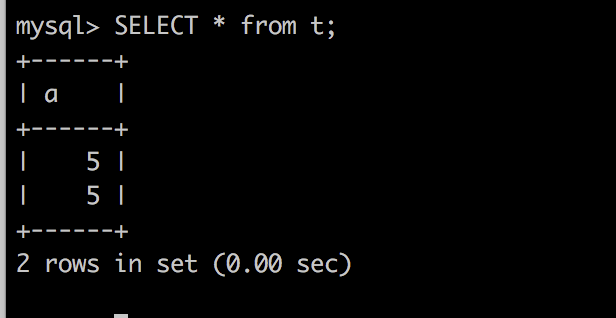 mysql> SELECT * from t;
+------+
| a    |
+------+
|    5 |
|    5 |
+------+
2 rows in set (0.00 sec)